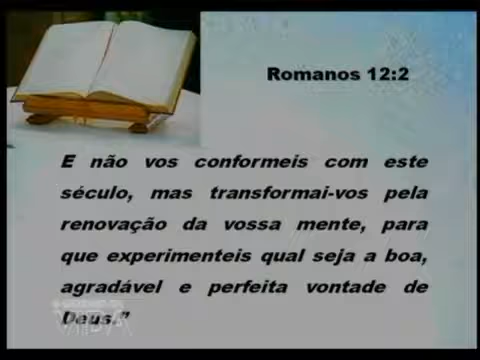 Romanos 12:2
E não vos conformeis com este
século, mas transformai-vos pela
renovação da vossa mente, para
que experimenteis qual seja a boa,
agradável e perfeita vontade de
Deus."
VIDA